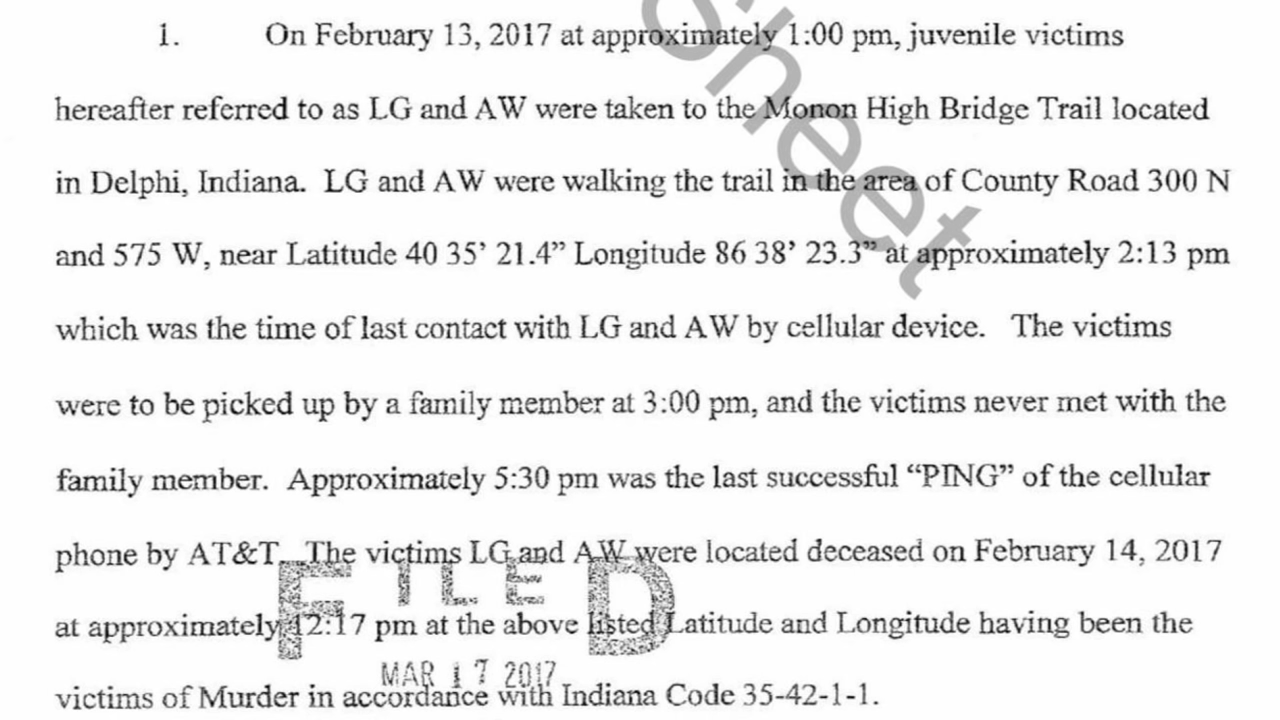 1. On February 13, 2017 at approximately 1:00 pm, juvenile victims
hereafter referred to as LG and AW were taken to the Monon High Bridge Trail located
in Delphi, Indiana. LG and AW were walking the trail in the area of County Road 300 N
and 575 W, near Latitude 40 35' 21.4” Longitude 86 38' 23.3” at approximately 2:13 pm
which was the time of last contact with LG and AW by cellular device. The victims
were to be picked up by a family member at 3:00 pm, and the victims never met with the
family member. Approximately 5:30 pm was the last successful “PING” of the cellular
phone by AT&T. The victims LG and AW were located deceased on February 14, 2017
FILED
at approximately 12:17 pm at the above listed Latitude and Longitude having been the
MAR 17 2017
victims of Murder in accordance with Indiana Code 35-42-1-1.
Sheet